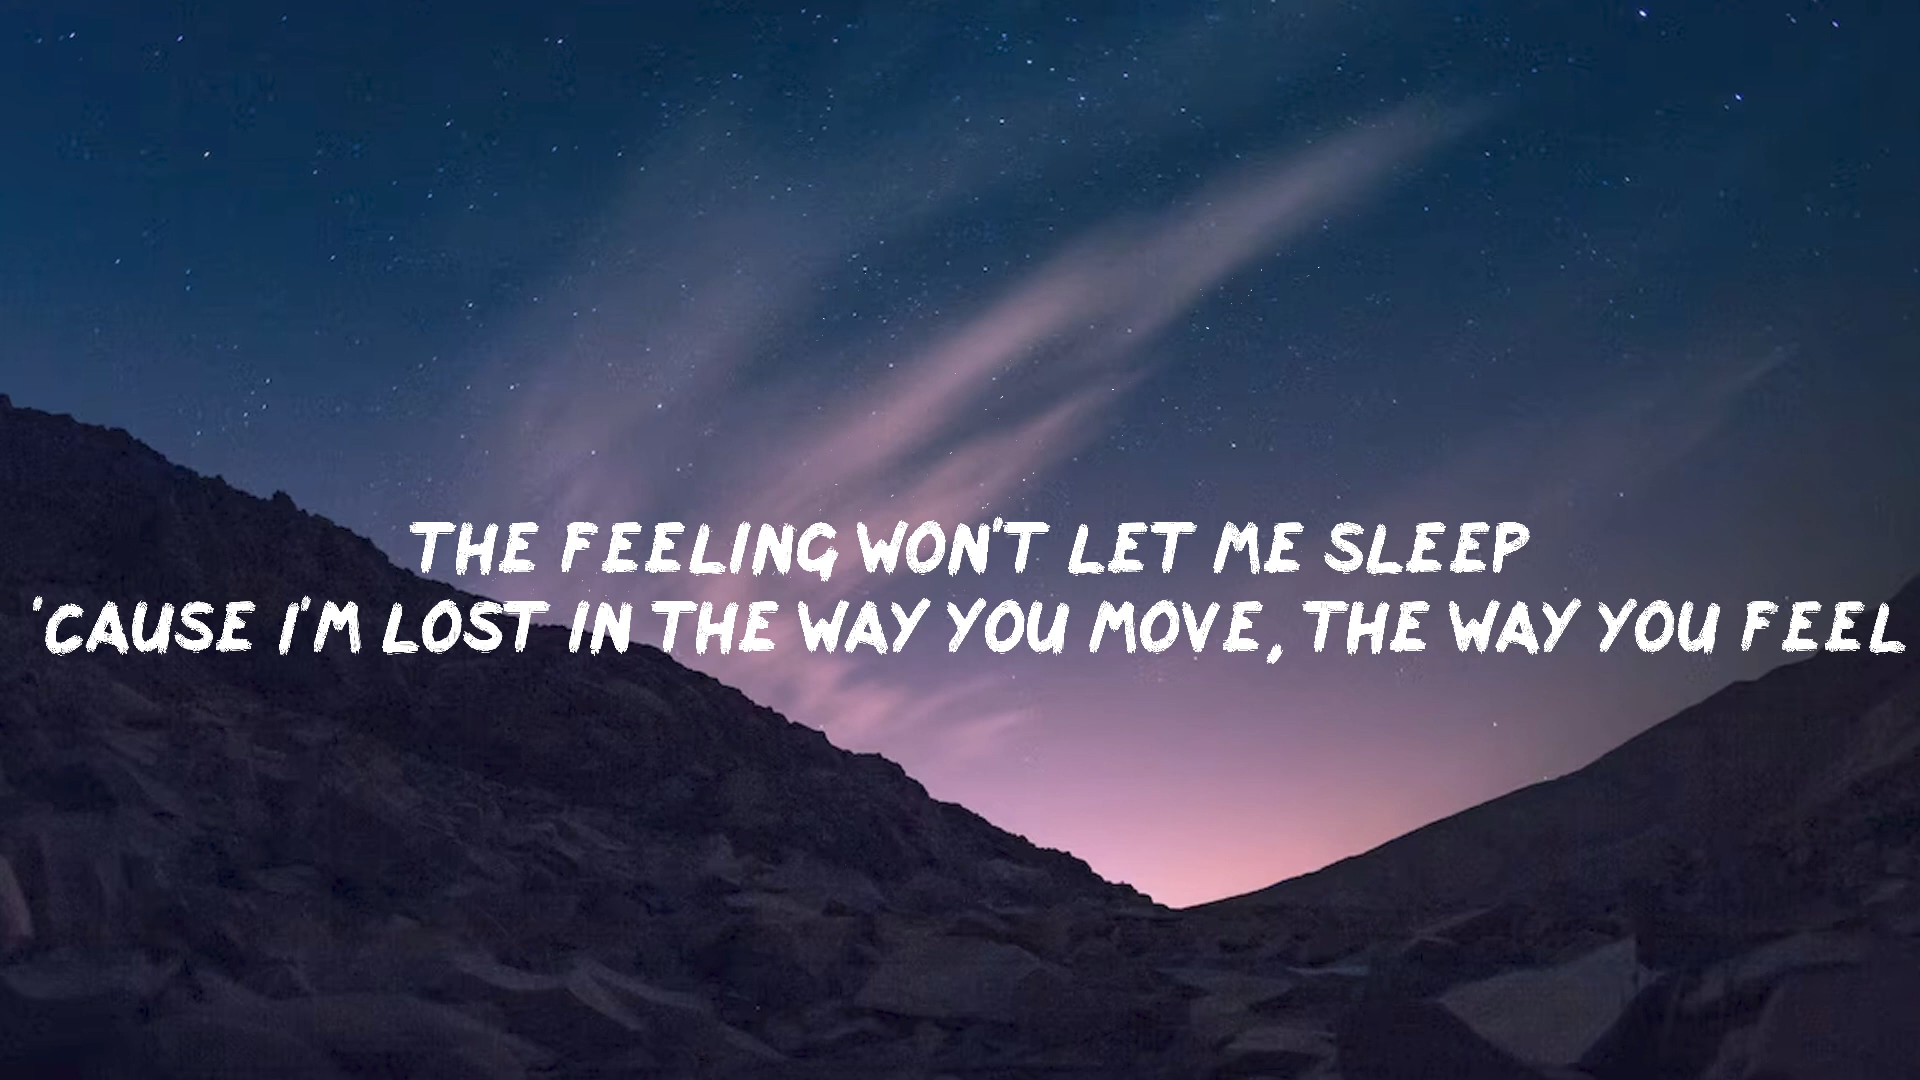 THE FEELING WON'T LET ME SLEEP
'CAUSE I'M LOST IN THE WAY YOU MOVE, THE WAY YOU FEEL